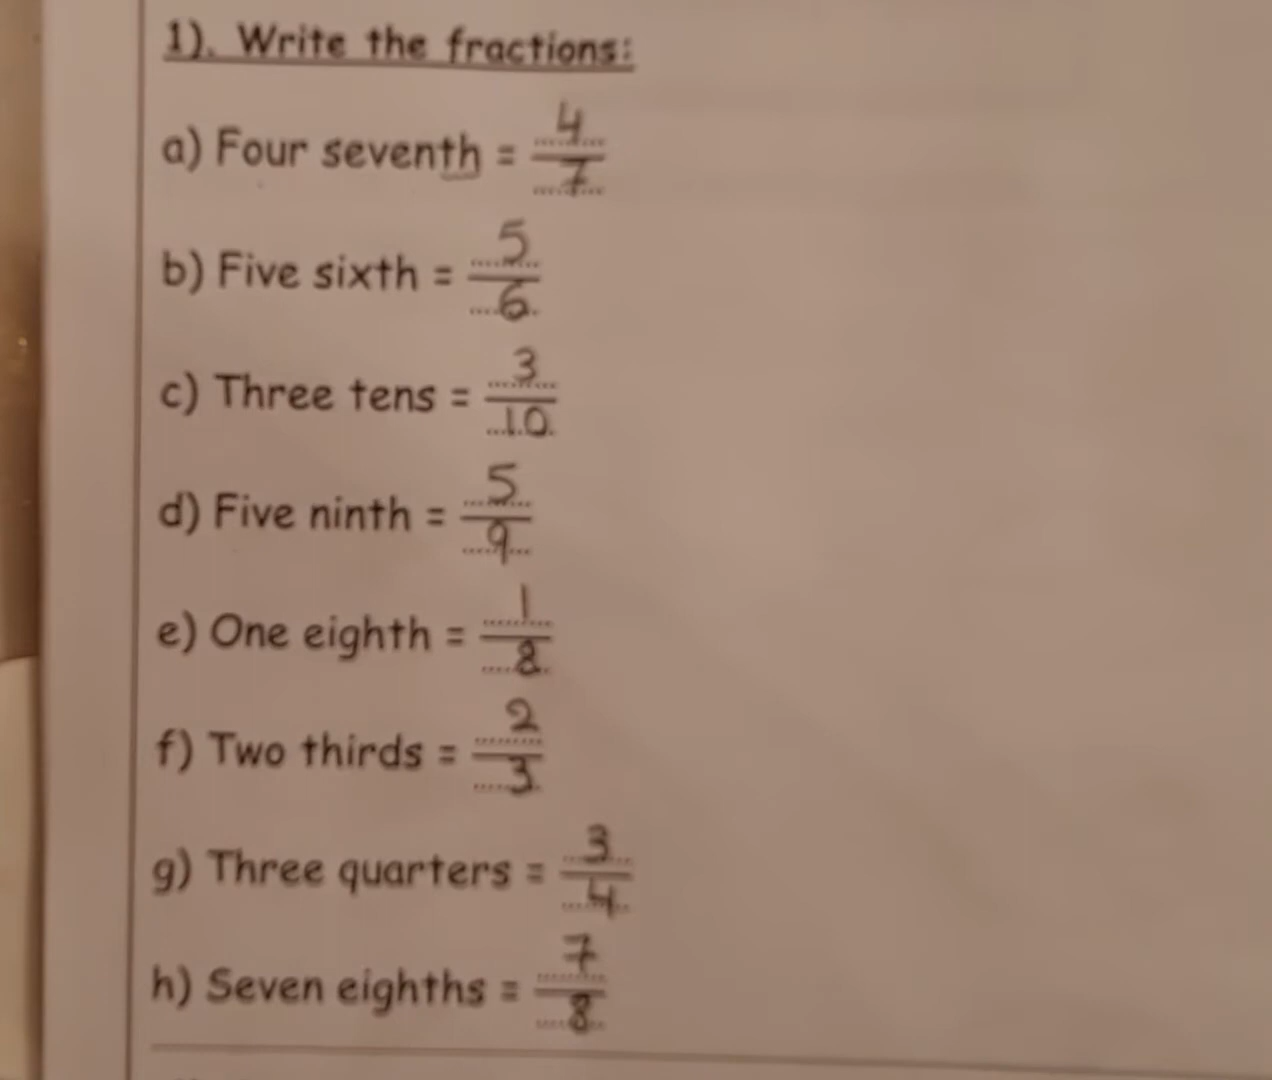 1). Write the fractions:
a) Four seventh = 4/7
b) Five sixth = 5/6
c) Three tens = 3/10
d) Five ninth = 5/9
e) One eighth = 1/8
f) Two thirds = 2/3
g) Three quarters = 3/4
h) Seven eighths = 7/8